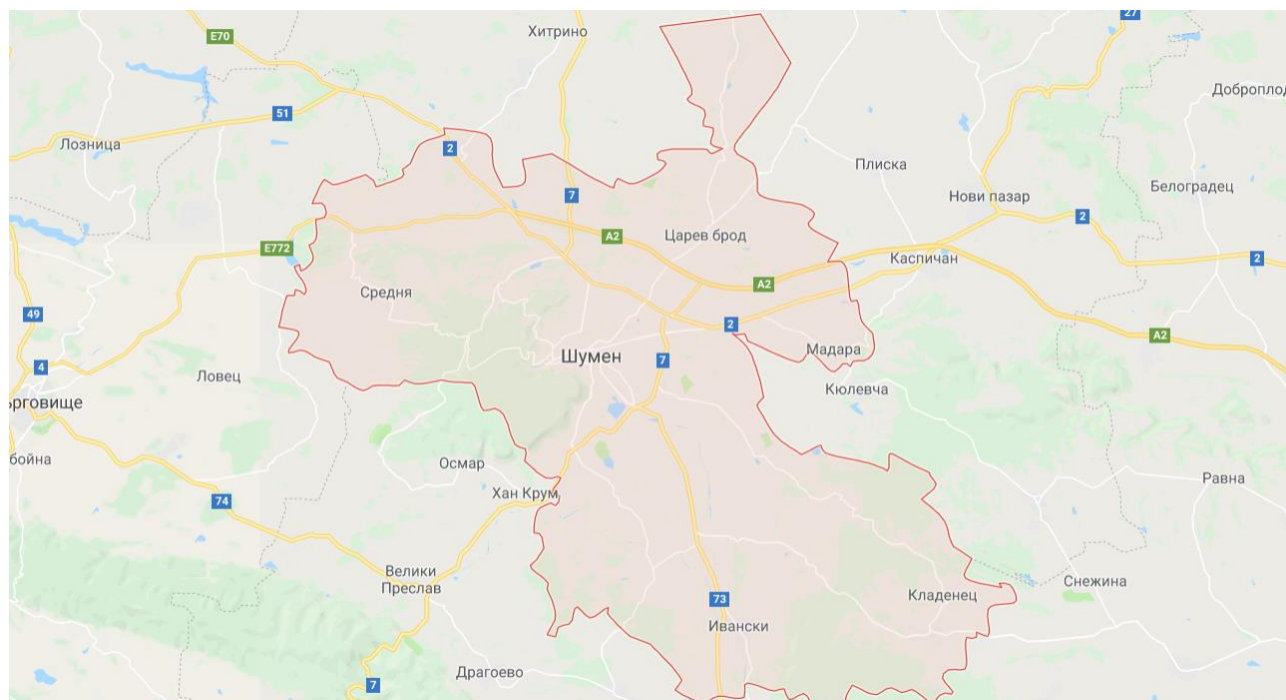 27
E70
Хитрино
Доброплод
51
Лозница
2
Плиска
Белоградец
7
Нови пазар
2
A2
Царев брод
E772
Каспичан
2
Средня
A2
49
2
A2
Мадара
Шумен
7
4
Ловец
Кюлевча
ърговище
бойна
Осмар
Равна
Хан Крум
74
Велики
Преслав
Снежина
73
Кладенец
Ивански
Драгоево
7